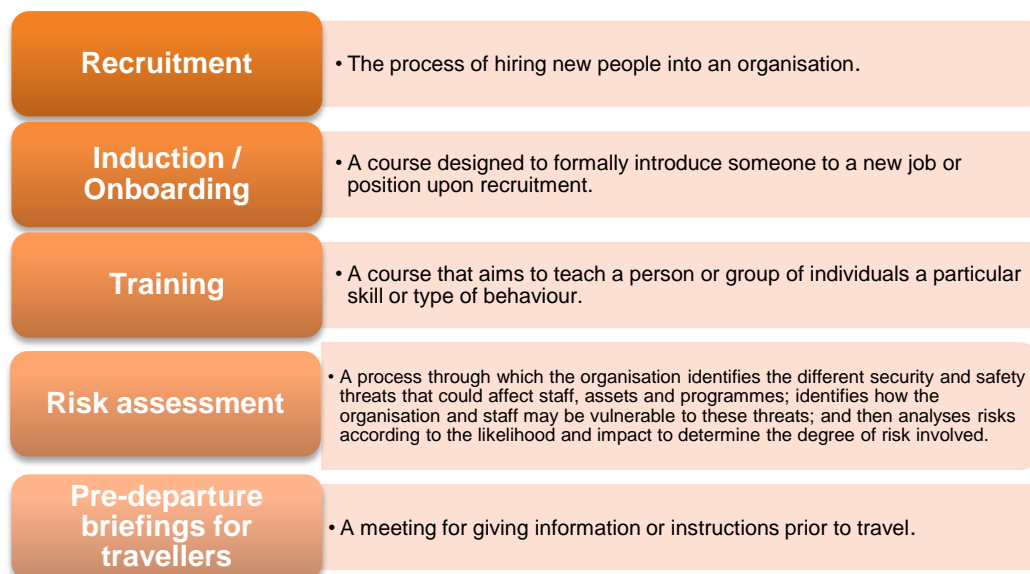 Recruitment
• The process of hiring new people into an organisation.
Induction /
Onboarding
• A course designed to formally introduce someone to a new job or
position upon recruitment.
Training
• A course that aims to teach a person or group of individuals a particular
skill or type of behaviour.
Risk assessment
• A process through which the organisation identifies the different security and safety
threats that could affect staff, assets and programmes; identifies how the
organisation and staff may be vulnerable to these threats; and then analyses risks
according to the likelihood and impact to determine the degree of risk involved.
Pre-departure
briefings for
travellers
• A meeting for giving information or instructions prior to travel.